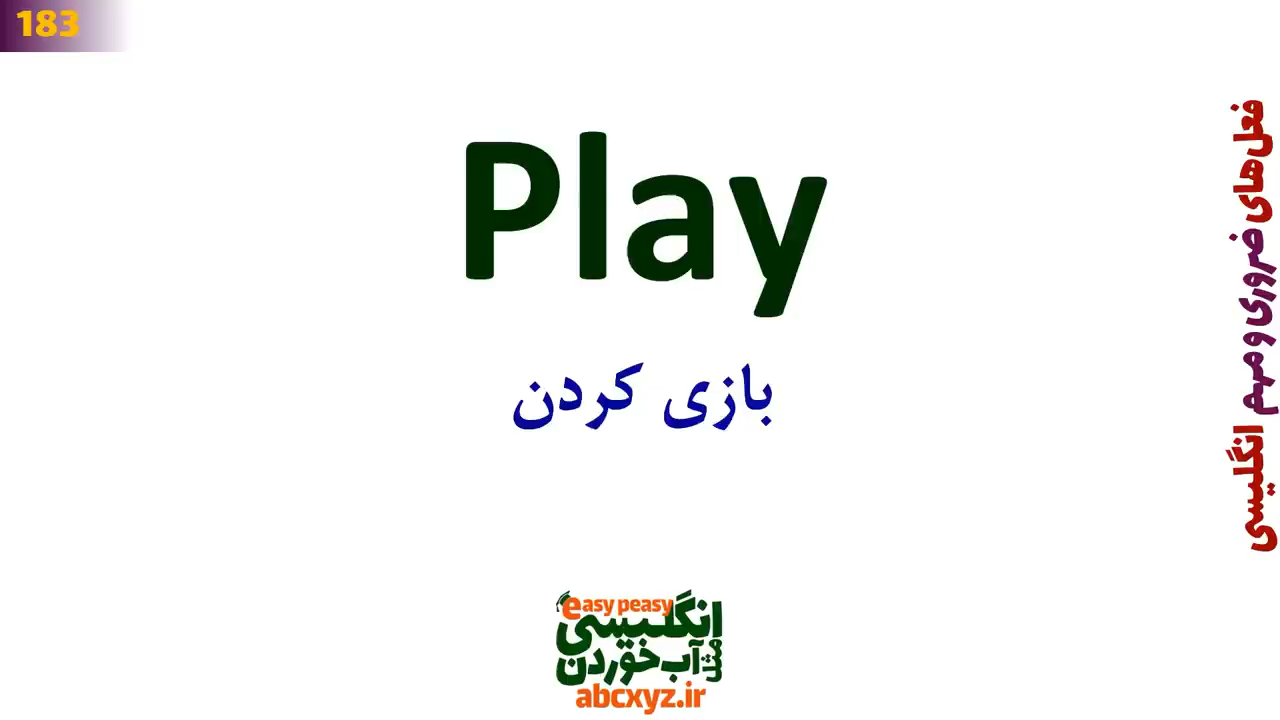 183
Play
بازی کردن
فعل‌های ضروری و مهم انگلیسی
easy peasy
انگلیسی
مثل آب خوردن
abcxyz.ir